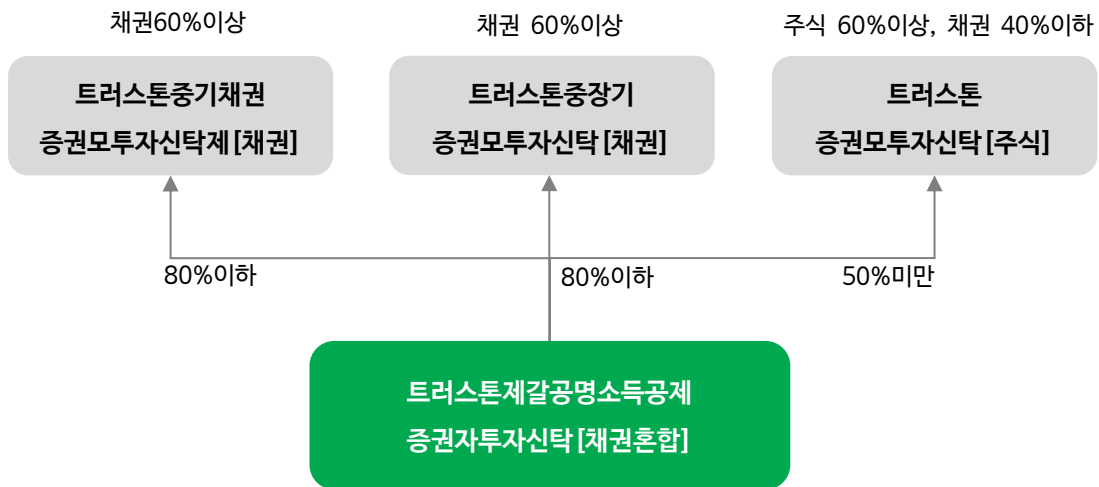 채권60%이상
채권 60%이상
주식 60%이상, 채권 40%이하
트러스톤중기채권
증권모투자신탁제[채권]
트러스톤중장기
증권모투자신탁[채권]
트러스톤
증권모투자신탁[주식]
80%이하
80%이하
50%미만
트러스톤제갈공명소득공제
증권자투자신탁[채권혼합]